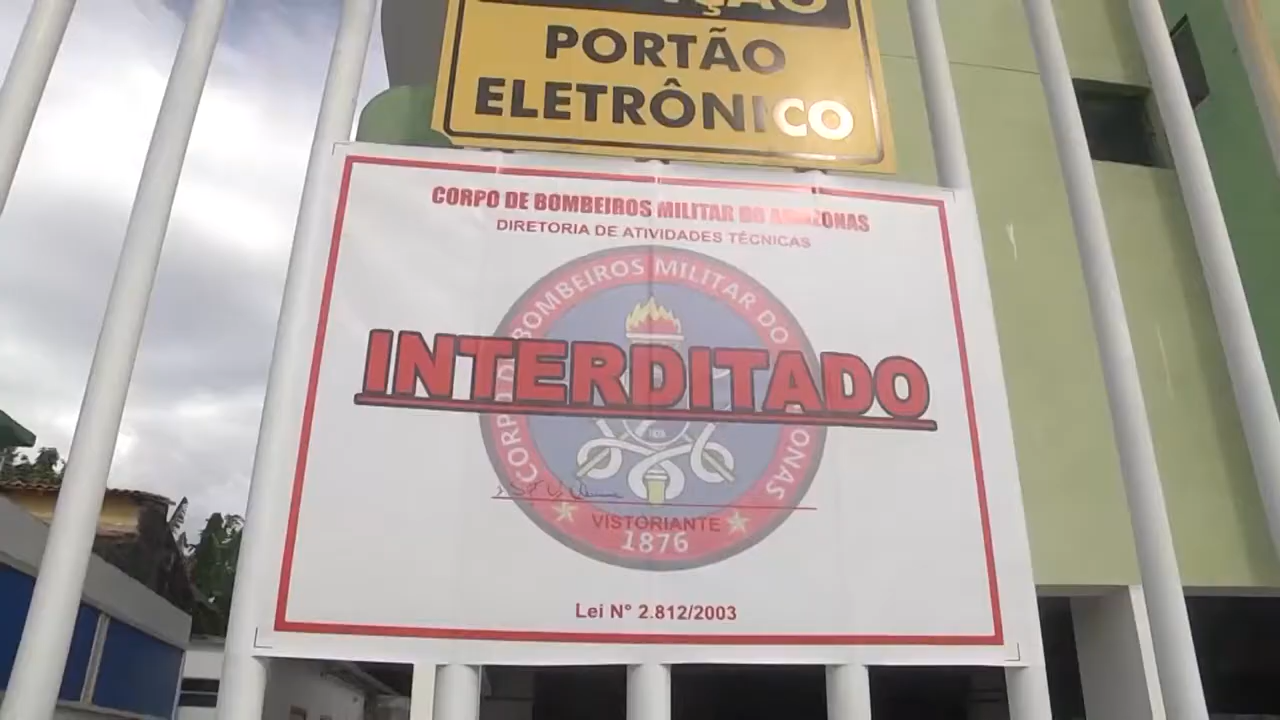 PORTÃO
ELETRÔNICO
CORPO DE BOMBEIROS MILITAR DO AMAZONAS
DIRETORIA DE ATIVIDADES TÉCNICAS
CORPO DE BOMBEIROS MILITAR DO AMAZONAS
INTERDITADO
VISTORIANTE
1876
Lei N° 2.812/2003